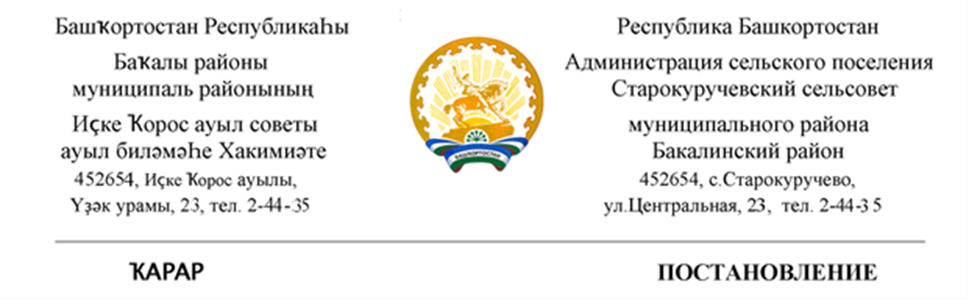 Башҡортостан Республикаһы
Баҡалы районы
муниципаль районының
Иҫке Ҡорос ауыл советы
ауыл биләмәһе Хакимиәте
452654, Иҫке Ҡорос ауылы,
Үҙәк урамы, 23, тел. 2-44-35
ҠАРАР
БАШКОРТОСТАН
Республика Башкортостан
Администрация сельского поселения
Старокуручевский сельсовет
муниципального района
Бакалинский район
452654, с.Старокуручево,
ул.Центральная, 23, тел. 2-44-3 5
ПОСТАНОВЛЕНИЕ